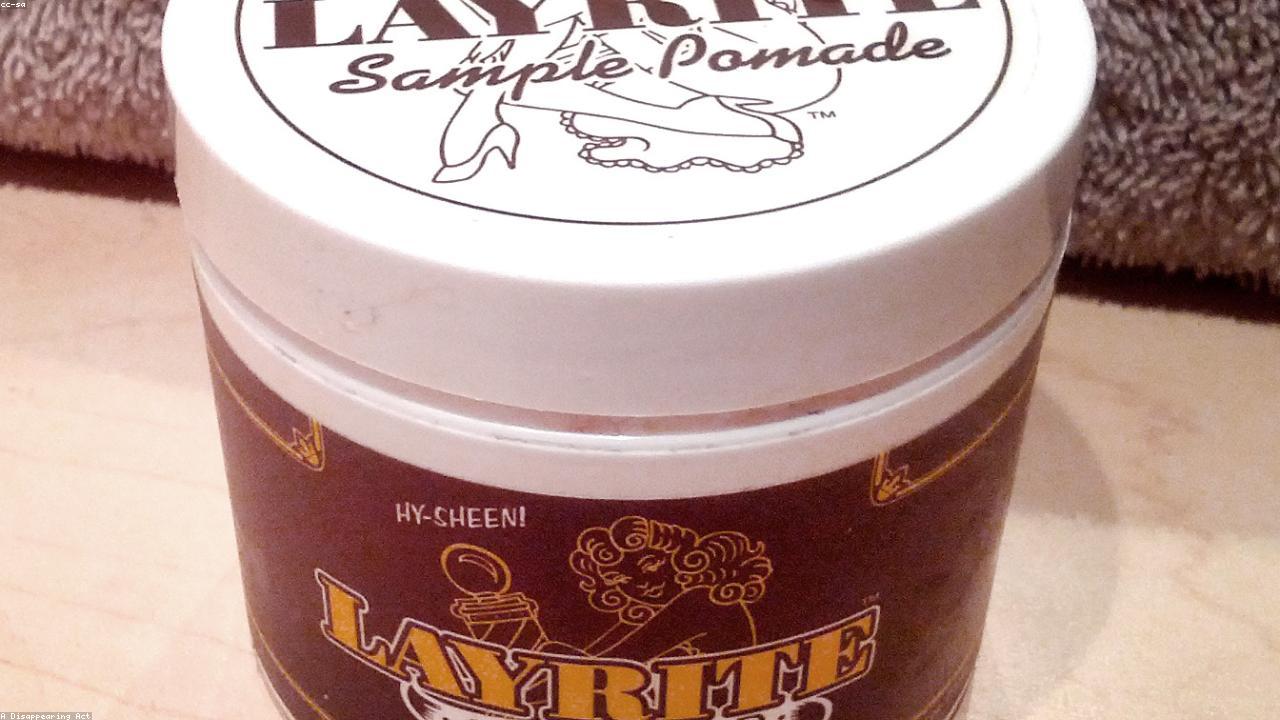 cc-sa
LAYRITE
Sample Pomade
TM
HY-SHEEN!
LAYRITE
TM
A Disappearing Act